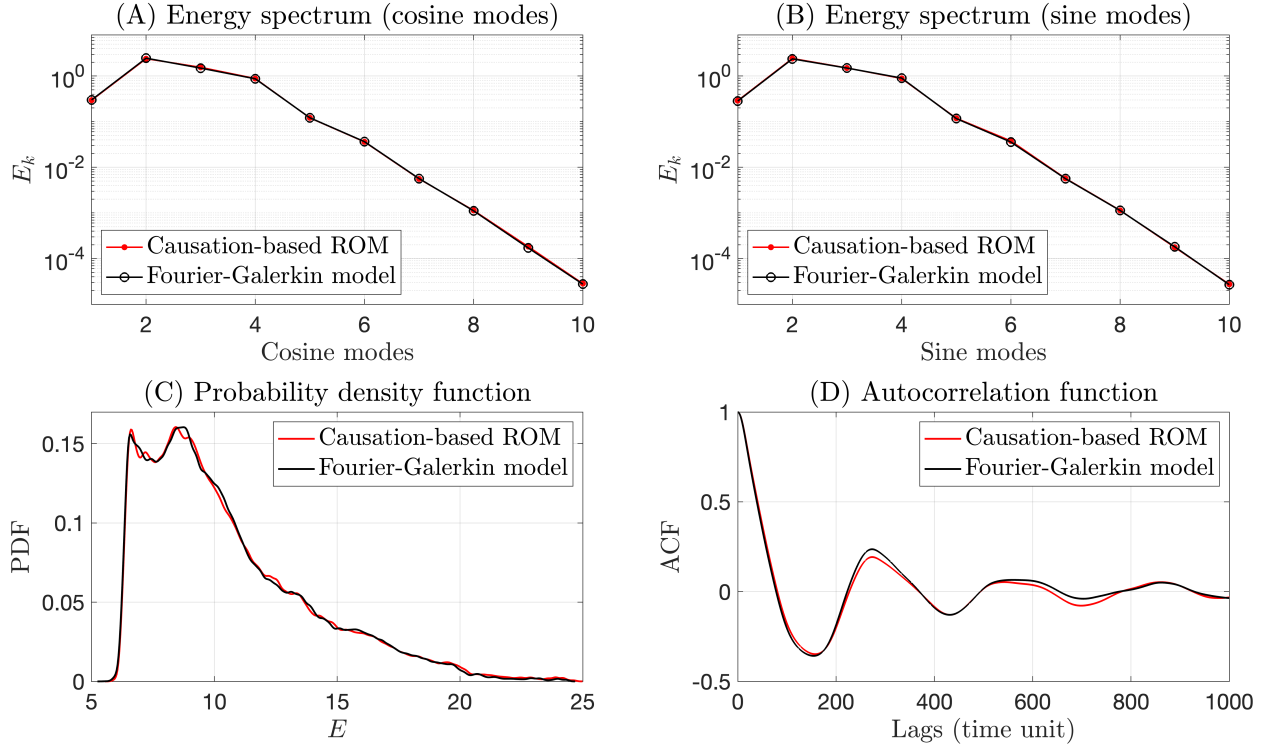 (A) Energy spectrum (cosine modes)
10^0
10^-2
10^-4
E_k
Causation-based ROM
Fourier-Galerkin model
2 4 6 8 10
Cosine modes
(B) Energy spectrum (sine modes)
10^0
10^-2
10^-4
E_k
Causation-based ROM
Fourier-Galerkin model
2 4 6 8 10
Sine modes
(C) Probability density function
0.15
0.1
0.05
0
PDF
Causation-based ROM
Fourier-Galerkin model
5 10 15 20 25
E
(D) Autocorrelation function
1
0.5
0
-0.5
ACF
Causation-based ROM
Fourier-Galerkin model
0 200 400 600 800 1000
Lags (time unit)